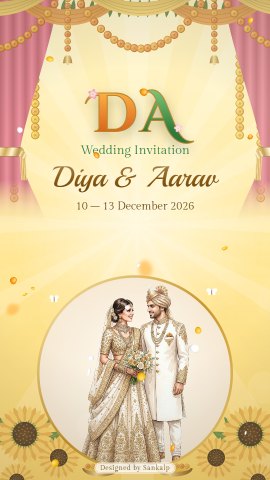 DA
Wedding Invitation
Diya & Aarav
10 — 13 December 2026
Designed by Sankalp